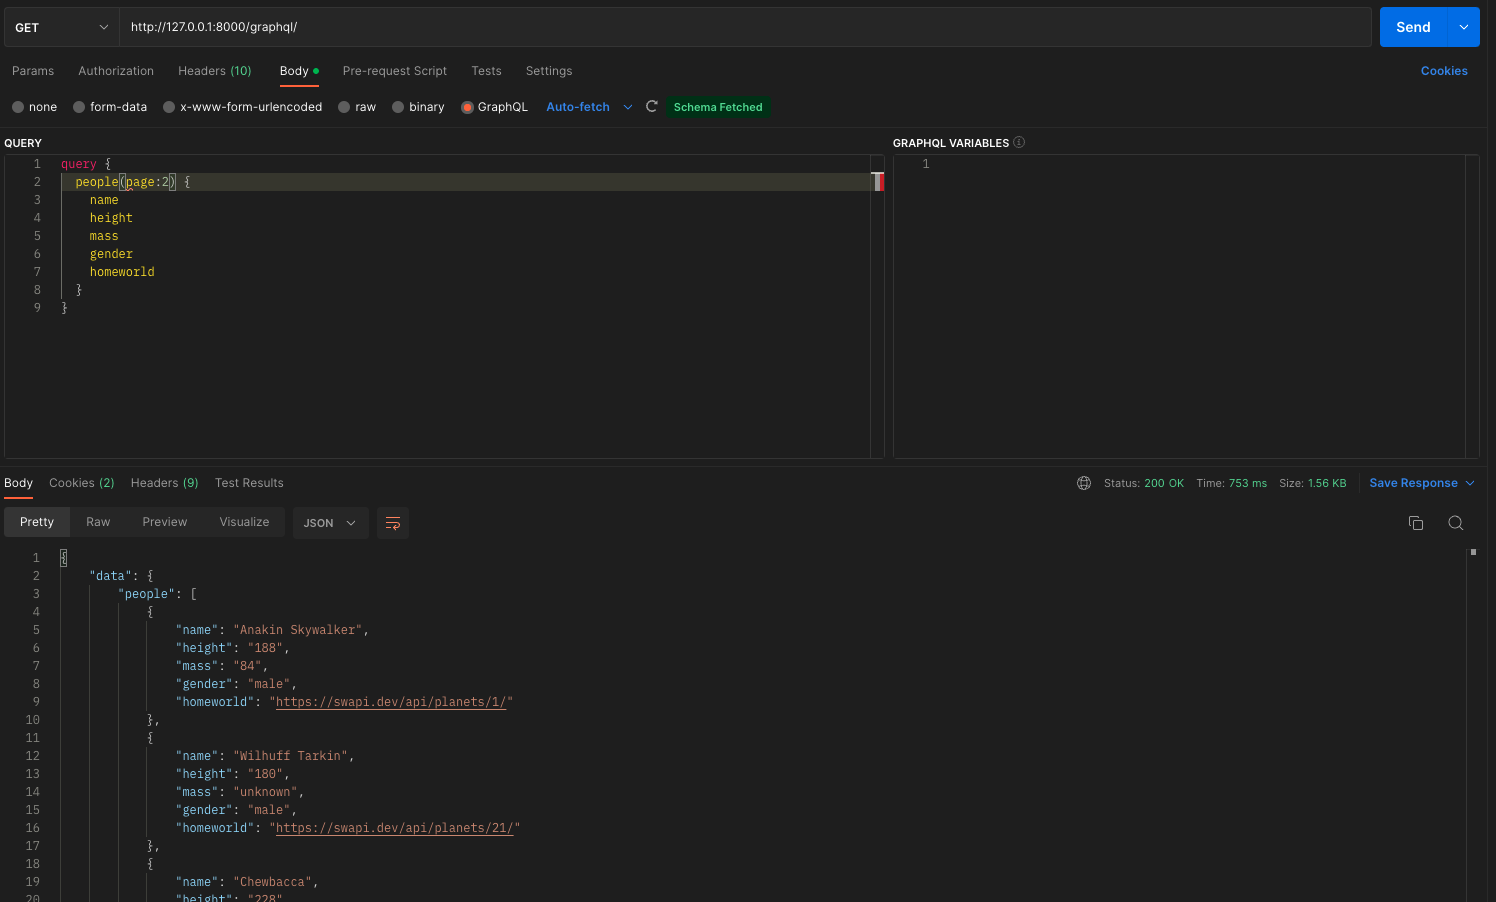 GET http://127.0.0.1:8000/graphql/ Send
Params Authorization Headers (10) Body Pre-request Script Tests Settings Cookies
none form-data x-www-form-urlencoded raw binary GraphQL Auto-fetch Schema Fetched
QUERY GRAPHQL VARIABLES
1 query {
2 people(page:2) {
3 name
4 height
5 mass
6 gender
7 homeworld
8 }
9 }
1
Body Cookies (2) Headers (9) Test Results Status: 200 OK Time: 753 ms Size: 1.56 KB Save Response
Pretty Raw Preview Visualize JSON
1 {
2 "data": {
3 "people": [
4 {
5 "name": "Anakin Skywalker",
6 "height": "188",
7 "mass": "84",
8 "gender": "male",
9 "homeworld": "https://swapi.dev/api/planets/1/"
10 },
11 {
12 "name": "Wilhuff Tarkin",
13 "height": "180",
14 "mass": "unknown",
15 "gender": "male",
16 "homeworld": "https://swapi.dev/api/planets/21/"
17 },
18 {
19 "name": "Chewbacca",
20 "height": "228",